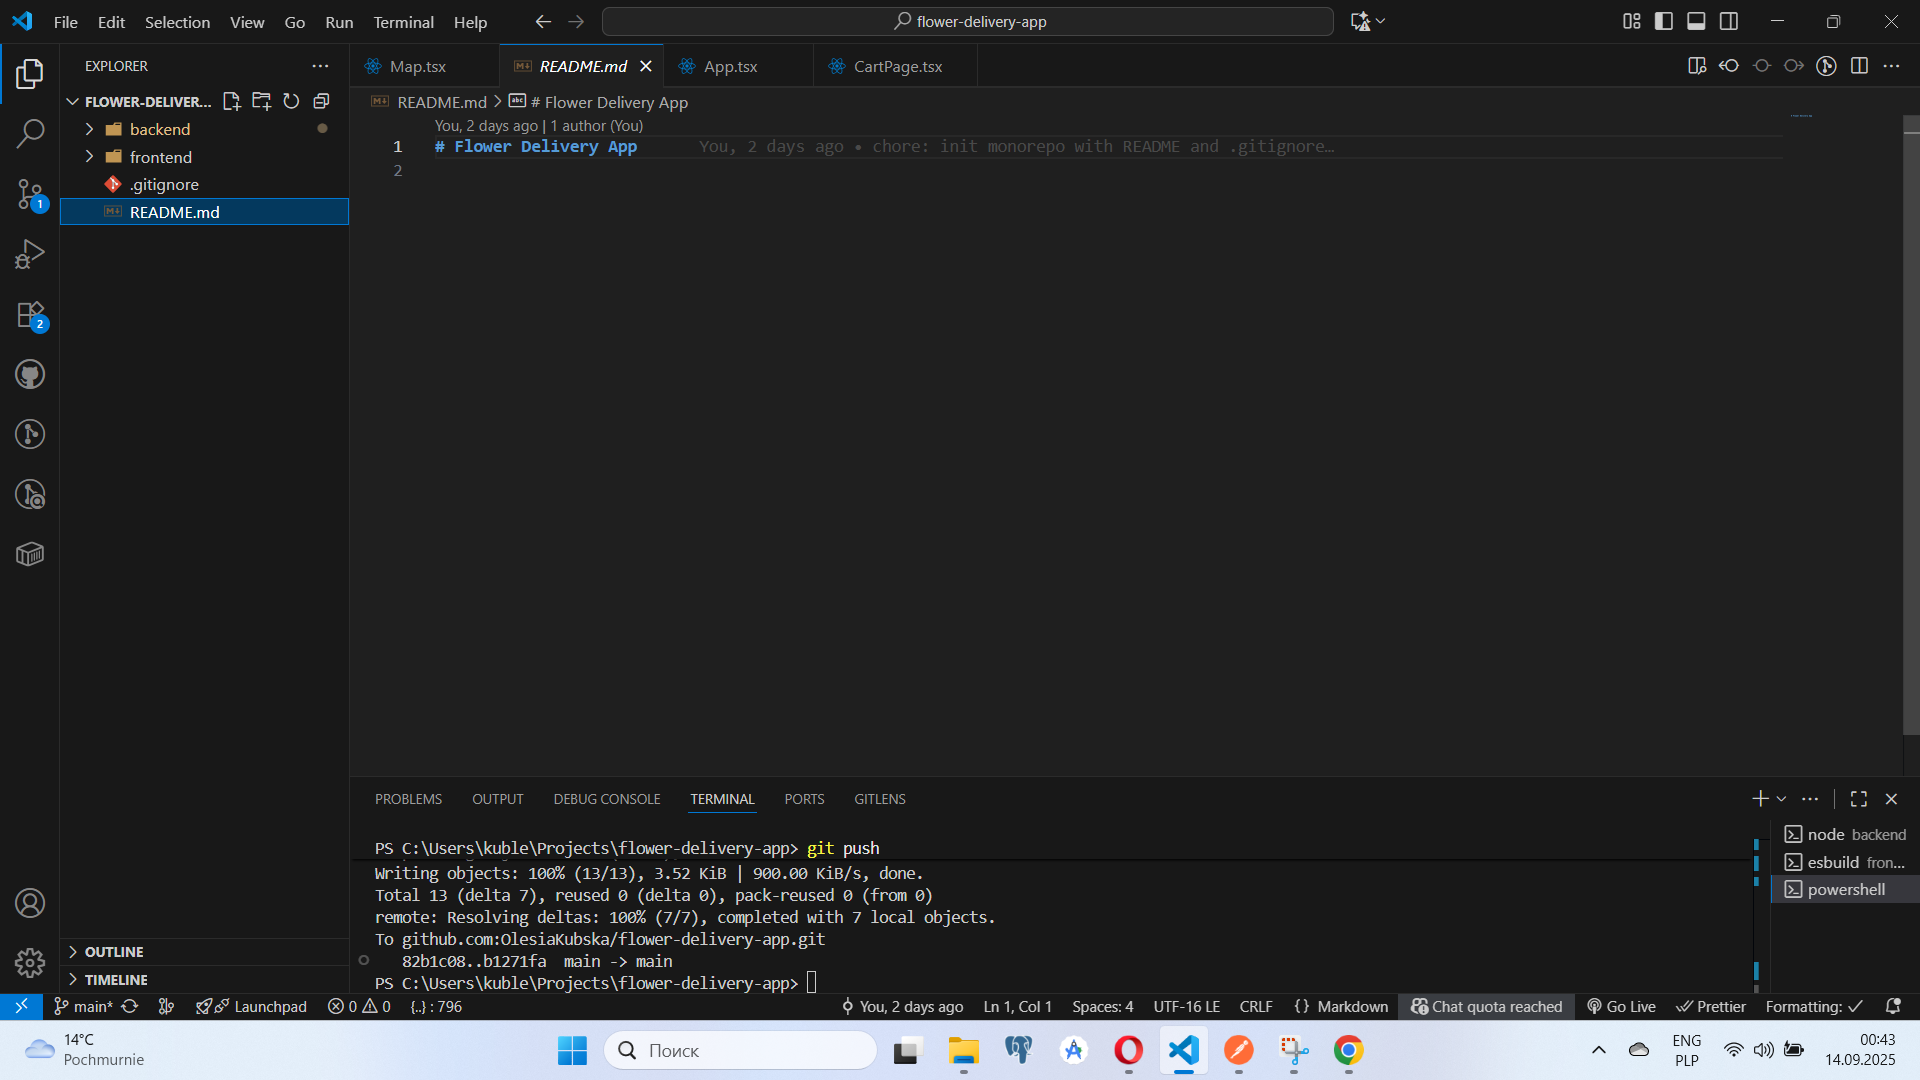 File Edit Selection View Go Run Terminal Help
flower-delivery-app
EXPLORER
Map.tsx
README.md
App.tsx
CartPage.tsx
FLOWER-DELIVER...
README.md > # Flower Delivery App
backend
You, 2 days ago | 1 author (You)
1 # Flower Delivery App You, 2 days ago • chore: init monorepo with README and .gitignore…
2
frontend
.gitignore
README.md
1
2
PROBLEMS OUTPUT DEBUG CONSOLE TERMINAL PORTS GITLENS
PS C:\Users\kuble\Projects\flower-delivery-app> git push
Writing objects: 100% (13/13), 3.52 KiB | 900.00 KiB/s, done.
Total 13 (delta 7), reused 0 (delta 0), pack-reused 0 (from 0)
remote: Resolving deltas: 100% (7/7), completed with 7 local objects.
To github.com:OlesiaKubska/flower-delivery-app.git
82b1c08..b1271fa main -> main
PS C:\Users\kuble\Projects\flower-delivery-app>
node backend
esbuild fron...
powershell
OUTLINE
TIMELINE
main* Launchpad 0 0 {..} : 796 You, 2 days ago Ln 1, Col 1 Spaces: 4 UTF-16 LE CRLF {} Markdown Chat quota reached Go Live Prettier Formatting: ✓
14°C
Pochmurnie
Поиск
ENG
PLP
00:43
14.09.2025